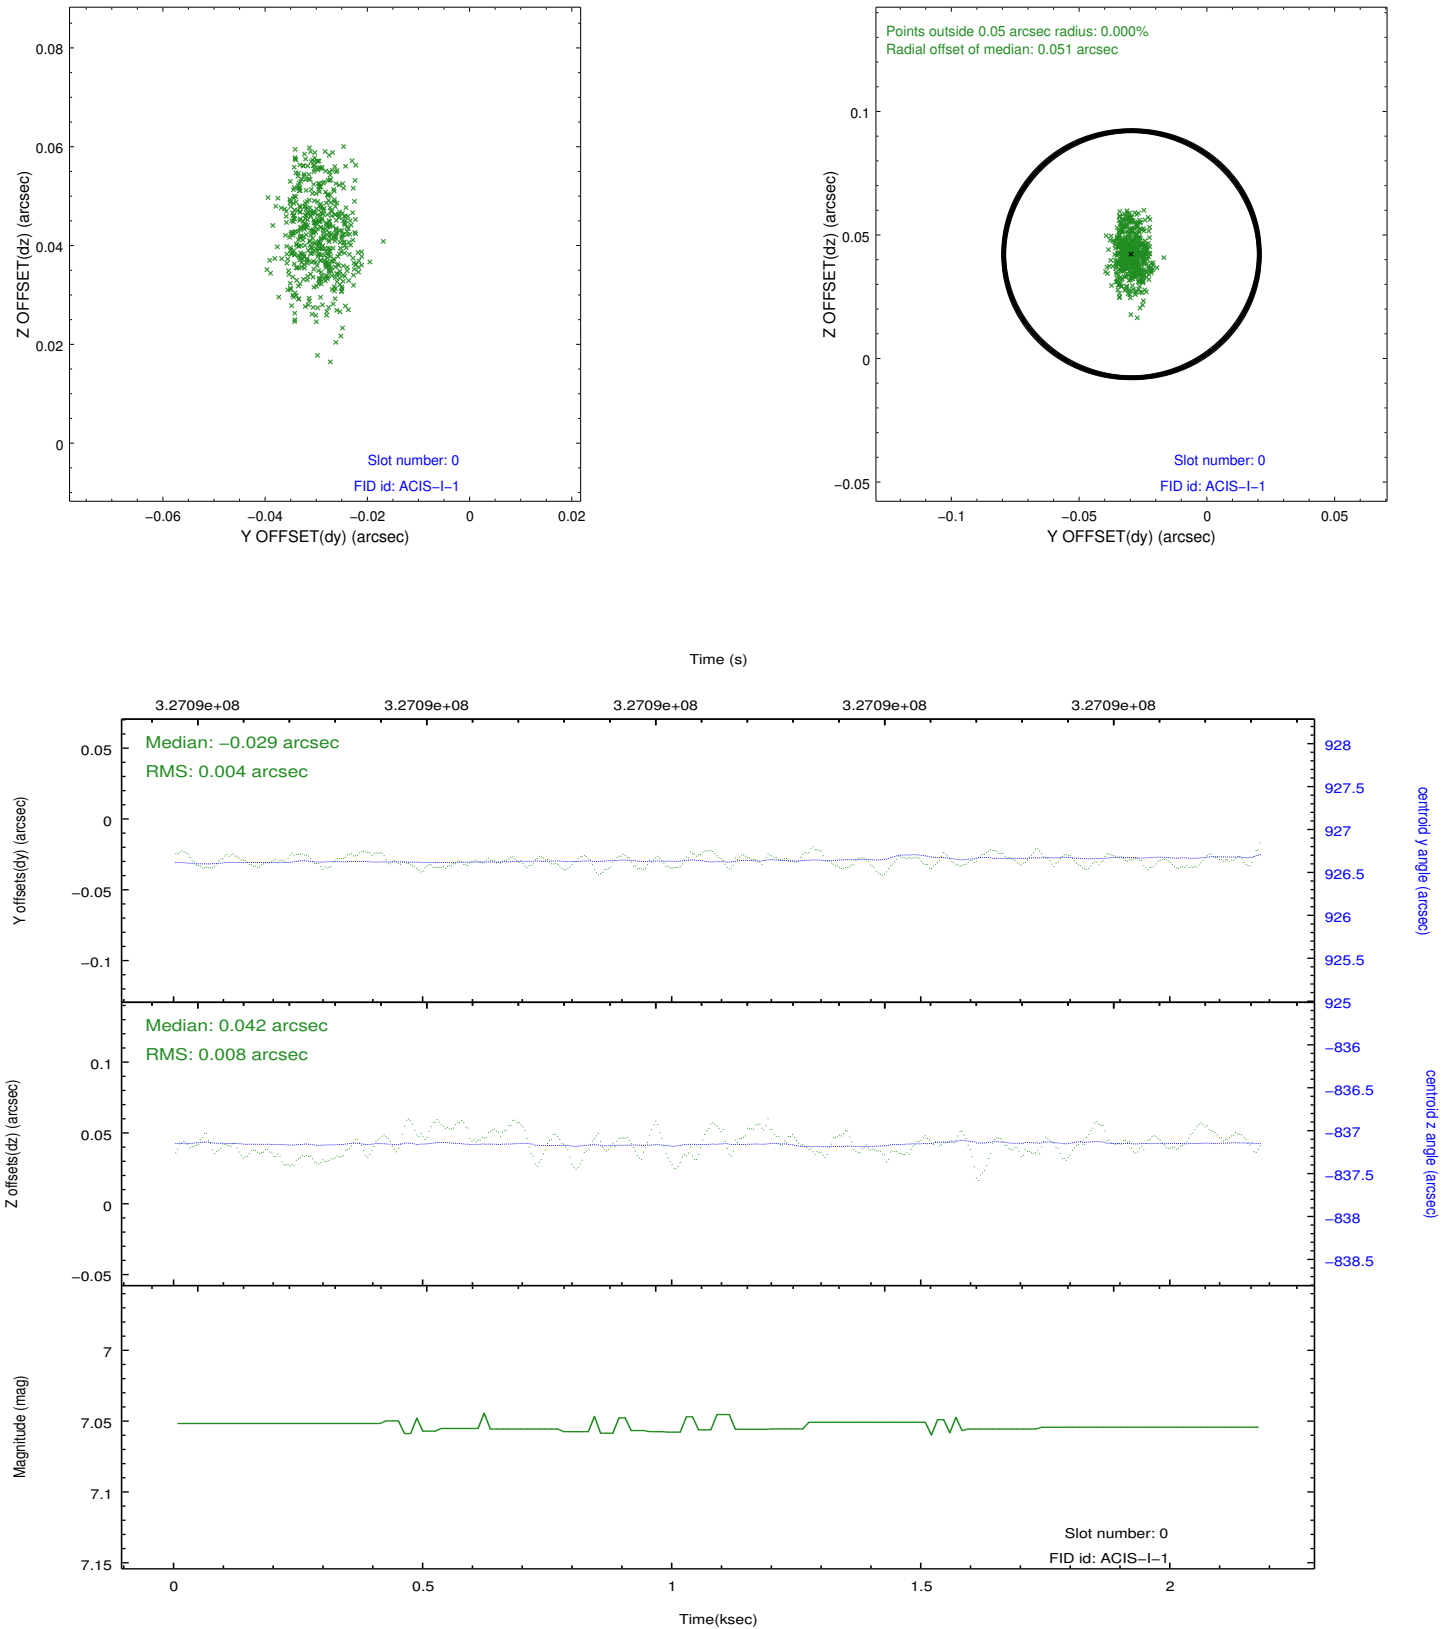 0.08
0.06
0.04
0.02
0
Z OFFSET(dz) (arcsec)
Slot number: 0
FID id: ACIS−I−1
−0.06
−0.04
−0.02
0
0.02
Y OFFSET(dy) (arcsec)
Points outside 0.05 arcsec radius: 0.000%
Radial offset of median: 0.051 arcsec
0.1
0.05
0
−0.05
Z OFFSET(dz) (arcsec)
Slot number: 0
FID id: ACIS−I−1
−0.1
−0.05
0
0.05
Y OFFSET(dy) (arcsec)
Time (s)
3.2709e+08
3.2709e+08
3.2709e+08
3.2709e+08
3.2709e+08
Median: −0.029 arcsec
RMS: 0.004 arcsec
0.05
0
−0.05
−0.1
Y offsets(dy) (arcsec)
928
927.5
927
926.5
926
925.5
925
centroid y angle (arcsec)
Median: 0.042 arcsec
RMS: 0.008 arcsec
0.1
0.05
0
−0.05
Z offsets(dz) (arcsec)
−836
−836.5
−837
−837.5
−838
−838.5
centroid z angle (arcsec)
7
7.05
7.1
7.15
Magnitude (mag)
Slot number: 0
FID id: ACIS−I−1
0
0.5
1
1.5
2
Time(ksec)